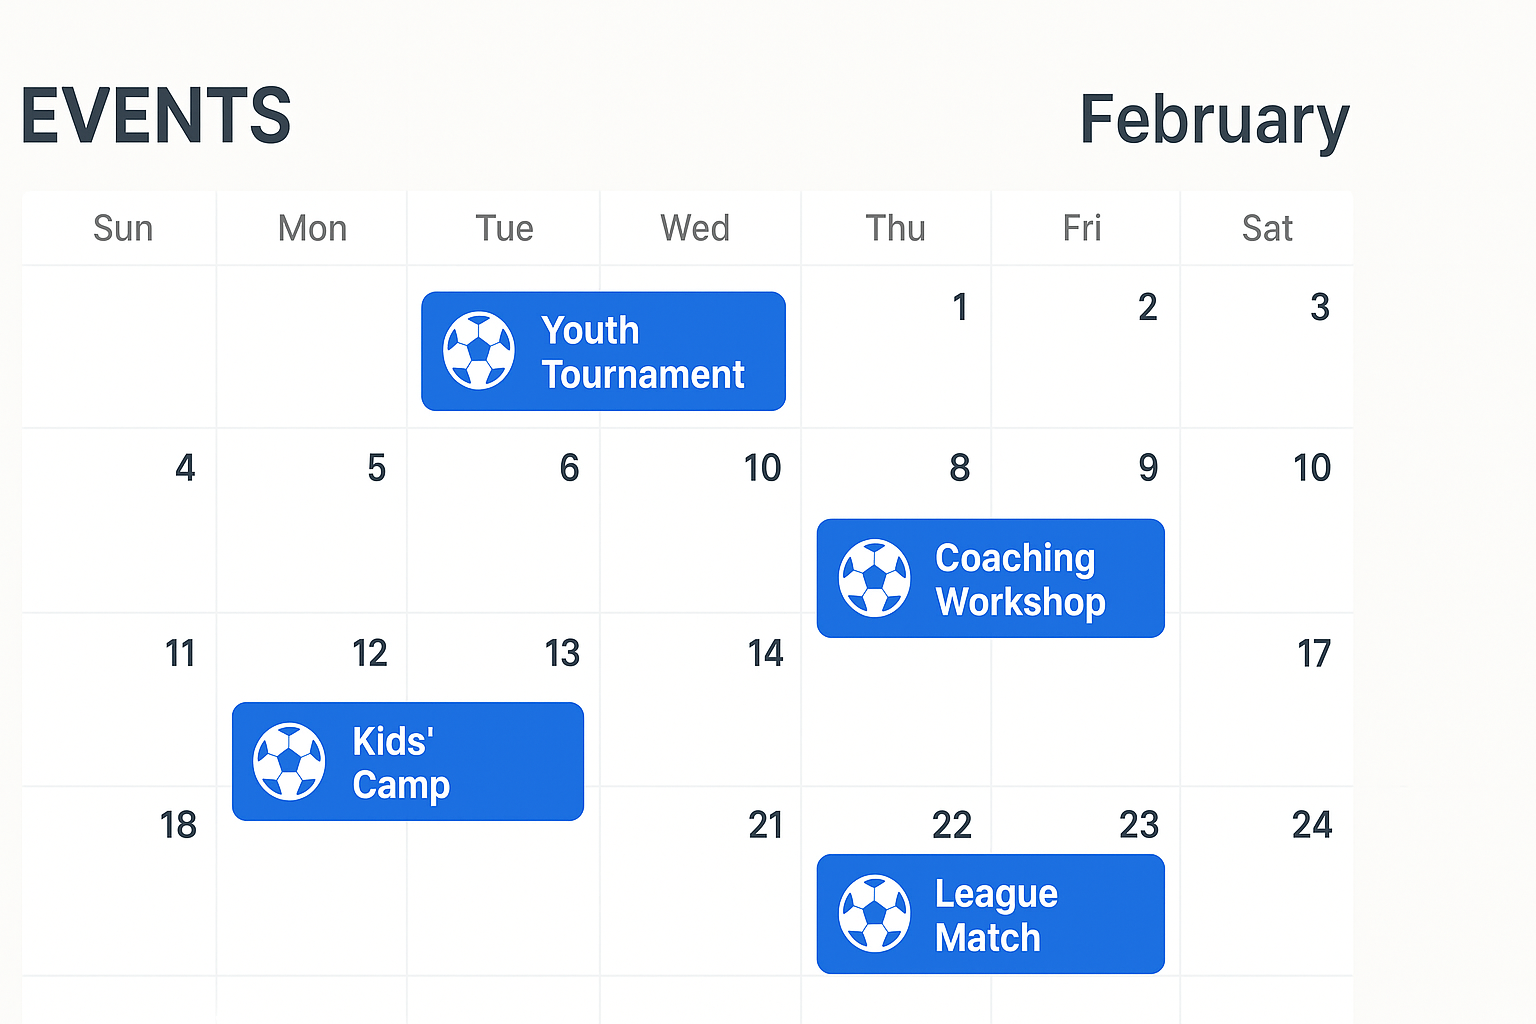 EVENTS
February
Sun Mon Tue Wed Thu Fri Sat
1 2 3
Youth
Tournament
4 5 6 10 8 9 10
Coaching
Workshop
11 12 13 14 17
Kids'
Camp
18 21 22 23 24
League
Match